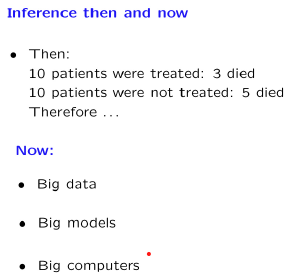 Inference then and now
• Then:
10 patients were treated: 3 died
10 patients were not treated: 5 died
Therefore ...
Now:
• Big data
• Big models
• Big computers